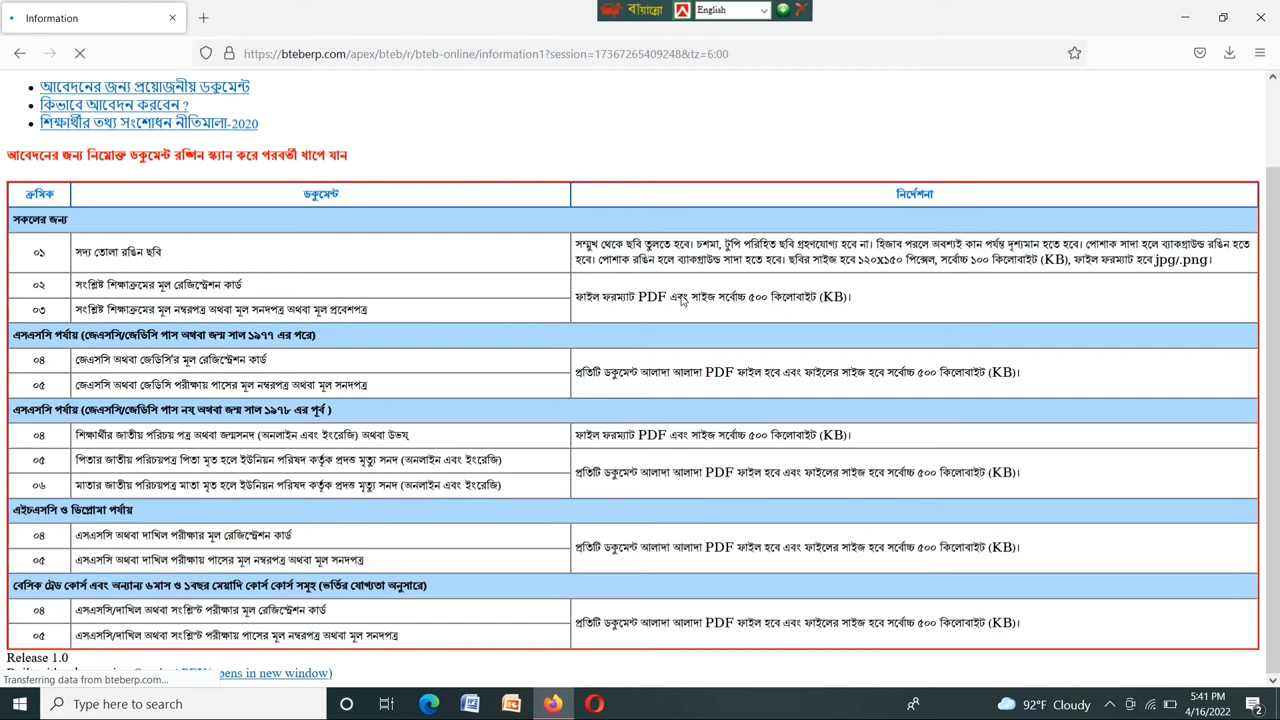 Information
বায়ান্নো
English
https://bteberp.com/apex/bteb/r/bteb-online/information1?session=17367265409248&tz=6:00
আবেদনের জন্য প্রয়োজনীয় ডকুমেন্ট
কিভাবে আবেদন করবেন ?
শিক্ষার্থীর তথ্য সংশোধন নীতিমালা-2020
আবেদনের জন্য নিম্নোক্ত ডকুমেন্ট রঙ্গিন স্ক্যান করে পরবর্তী ধাপে যান
ক্রমিক ডকুমেন্ট নির্দেশনা
সকলের জন্য
০১ সদ্য তোলা রঙিন ছবি
সম্মুখ থেকে ছবি তুলতে হবে। চশমা, টুপি পরিহিত ছবি গ্রহণযোগ্য হবে না। হিজাব পরলে অবশ্যই কান পর্যন্ত দৃশ্যমান হতে হবে। পোশাক সাদা হলে ব্যাকগ্রাউন্ড রঙিন হতে
হবে। পোশাক রঙিন হলে ব্যাকগ্রাউন্ড সাদা হতে হবে। ছবির সাইজ হবে ১২০x১৫০ পিক্সেল, সর্বোচ্চ ১০০ কিলোবাইট (KB), ফাইল ফরম্যাট হবে jpg/.png।
০২ সংশ্লিষ্ট শিক্ষাক্রমের মূল রেজিস্ট্রেশন কার্ড
ফাইল ফরম্যাট PDF এবং সাইজ সর্বোচ্চ ৫০০ কিলোবাইট (KB)।
০৩ সংশ্লিষ্ট শিক্ষাক্রমের মূল নম্বরপত্র অথবা মূল সনদপত্র অথবা মূল প্রবেশপত্র
এসএসসি পর্যায় (জেএসসি/জেডিসি পাস অথবা জন্ম সাল ১৯৭৭ এর পরে)
০৪ জেএসসি অথবা জেডিসি'র মূল রেজিস্ট্রেশন কার্ড
প্রতিটি ডকুমেন্ট আলাদা আলাদা PDF ফাইল হবে এবং ফাইলের সাইজ হবে সর্বোচ্চ ৫০০ কিলোবাইট (KB)।
০৫ জেএসসি অথবা জেডিসি পরীক্ষায় পাসের মূল নম্বরপত্র অথবা মূল সনদপত্র
এসএসসি পর্যায় (জেএসসি/জেডিসি পাস নয় অথবা জন্ম সাল ১৯৭৮ এর পূর্ব )
০৪ শিক্ষার্থীর জাতীয় পরিচয় পত্র অথবা জন্মসনদ (অনলাইন এবং ইংরেজি) অথবা উভয় ফাইল ফরম্যাট PDF এবং সাইজ সর্বোচ্চ ৫০০ কিলোবাইট (KB)।
০৫ পিতার জাতীয় পরিচয়পত্র পিতা মৃত হলে ইউনিয়ন পরিষদ কর্তৃক প্রদত্ত মৃত্যু সনদ (অনলাইন এবং ইংরেজি)
প্রতিটি ডকুমেন্ট আলাদা আলাদা PDF ফাইল হবে এবং ফাইলের সাইজ হবে সর্বোচ্চ ৫০০ কিলোবাইট (KB)।
০৬ মাতার জাতীয় পরিচয়পত্র মাতা মৃত হলে ইউনিয়ন পরিষদ কর্তৃক প্রদত্ত মৃত্যু সনদ (অনলাইন এবং ইংরেজি)
এইচএসসি ও ডিপ্লোমা পর্যায়
০৪ এসএসসি অথবা দাখিল পরীক্ষার মূল রেজিস্ট্রেশন কার্ড
প্রতিটি ডকুমেন্ট আলাদা আলাদা PDF ফাইল হবে এবং ফাইলের সাইজ হবে সর্বোচ্চ ৫০০ কিলোবাইট (KB)।
০৫ এসএসসি অথবা দাখিল পরীক্ষায় পাসের মূল নম্বরপত্র অথবা মূল সনদপত্র
বেসিক ট্রেড কোর্স এবং অন্যান্য ৬মাস ও ১বছর মেয়াদি কোর্স কোর্স সমূহ (ভর্তির যোগ্যতা অনুসারে)
০৪ এসএসসি/দাখিল অথবা সংশ্লিস্ট পরীক্ষার মূল রেজিস্ট্রেশন কার্ড
প্রতিটি ডকুমেন্ট আলাদা আলাদা PDF ফাইল হবে এবং ফাইলের সাইজ হবে সর্বোচ্চ ৫০০ কিলোবাইট (KB)।
০৫ এসএসসি/দাখিল অথবা সংশ্লিস্ট পরীক্ষায় পাসের মূল নম্বরপত্র অথবা মূল সনদপত্র
Release 1.0
pens in new window)
Transferring data from bteberp.com...
Type here to search
92°F Cloudy
5:41 PM
4/16/2022
2